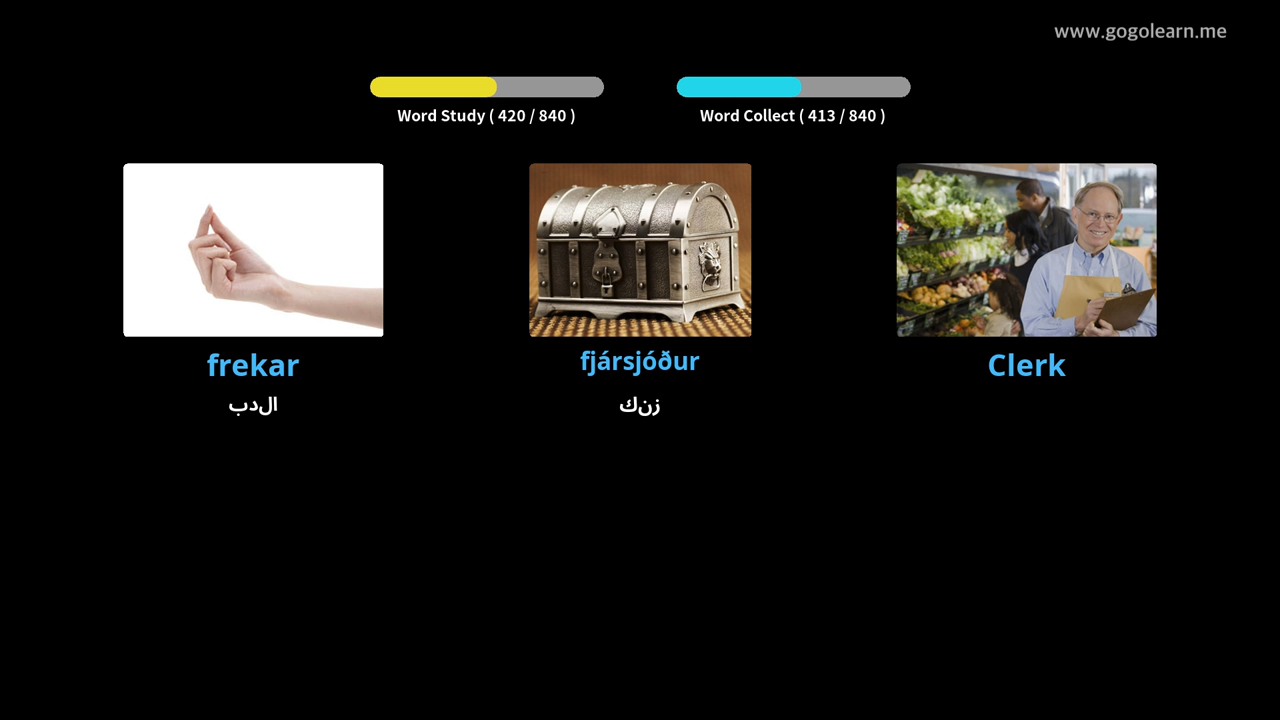 www.gogolearn.me
Word Study ( 420 / 840 )
Word Collect ( 413 / 840 )
frekar
fjársjóður
Clerk
الدب
زنك